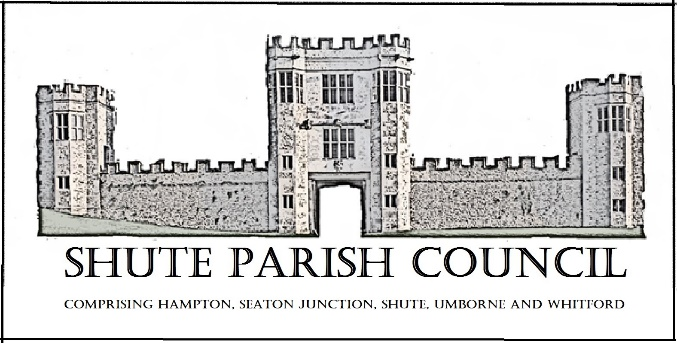 SHUTE PARISH COUNCIL
COMPRISING HAMPTON, SEATON JUNCTION, SHUTE, UMBORNE AND WHITFORD